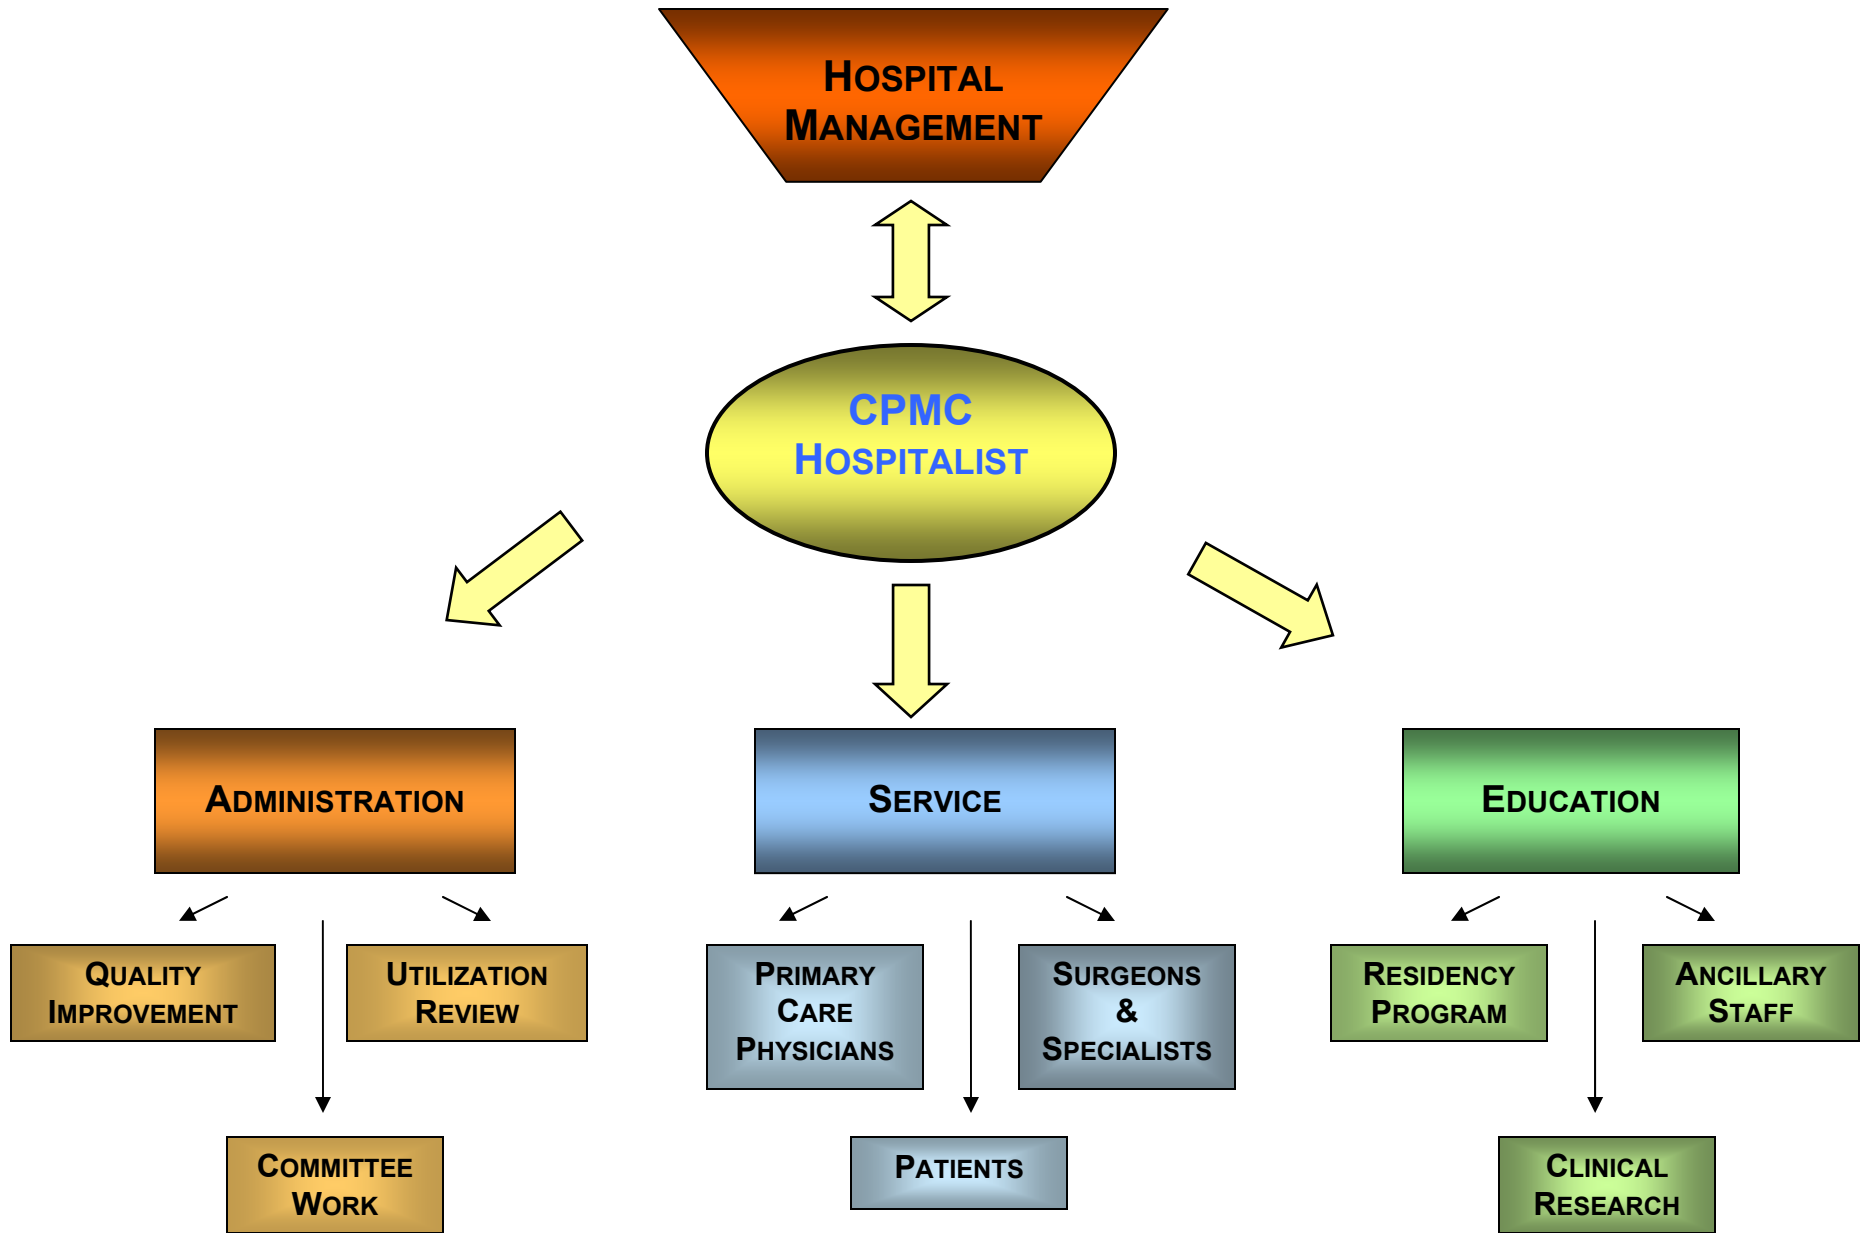 HOSPITAL
MANAGEMENT
CPMC
HOSPITALIST
ADMINISTRATION
SERVICE
EDUCATION
QUALITY
IMPROVEMENT
UTILIZATION
REVIEW
COMMITTEE
WORK
PRIMARY
CARE
PHYSICIANS
SURGEONS
&
SPECIALISTS
PATIENTS
RESIDENCY
PROGRAM
ANCILLARY
STAFF
CLINICAL
RESEARCH